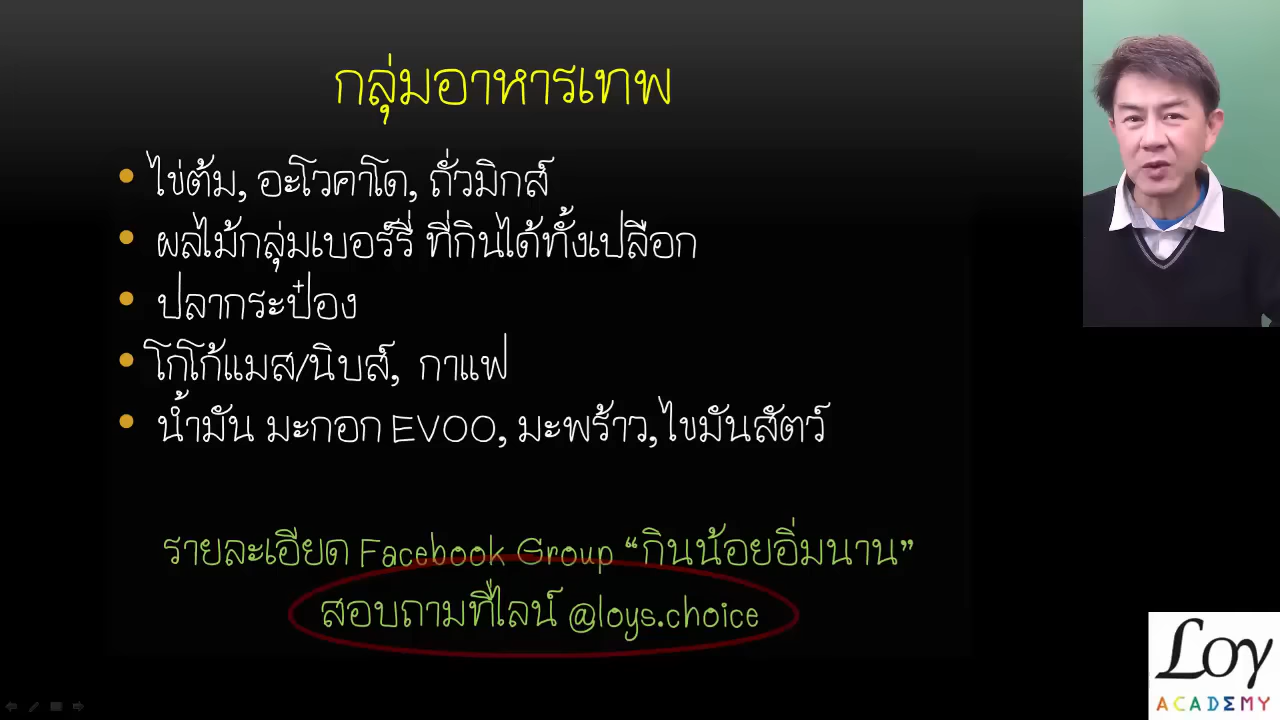 กลุ่มอาหารเทพ
• ไข่ต้ม, อะโวคาโด, ถั่วมิกส์
• ผลไม้กลุ่มเบอร์รี่ ที่กินได้ทั้งเปลือก
• ปลากระป๋อง
• โกโก้แมส/นิบส์, กาแฟ
• น้ำมัน มะกอก EVOO, มะพร้าว,ไขมันสัตว์
รายละเอียด Facebook Group “กินน้อยอิ่มนาน”
สอบถามที่ไลน์ @loys.choice
Loy
ACADEMY